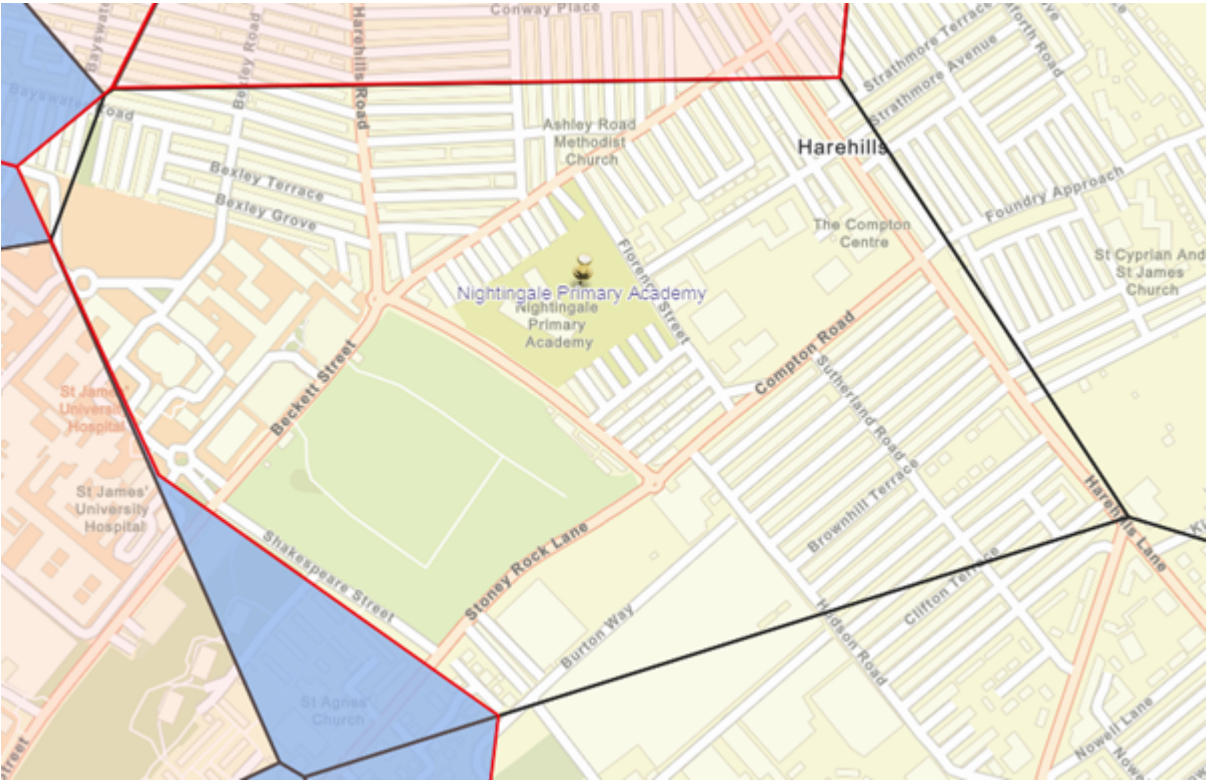 Conway Place
Bayswater
Bexley Road
Harehills
Road
Strathmore Terrace
Strathmore Avenue
Road
Bayswater Road
Ashley Road
Methodist
Church
Harehills
Bexley Terrace
Bexley Grove
Foundry Approach
The Compton
Centre
St Cyprian And
St James
Church
Florence Street
Nightingale Primary Academy
Nightingale
Primary
Academy
Compton Road
Beckett Street
St James'
University
Hospital
Sutherland Road
St James'
University
Hospital
Brownhill Terrace
Harehills Lane
Shakespeare Street
Stoney Rock Lane
Clifton Terrace
Burton Way
Hudson Road
St Agnes'
Church
Nowell Lane